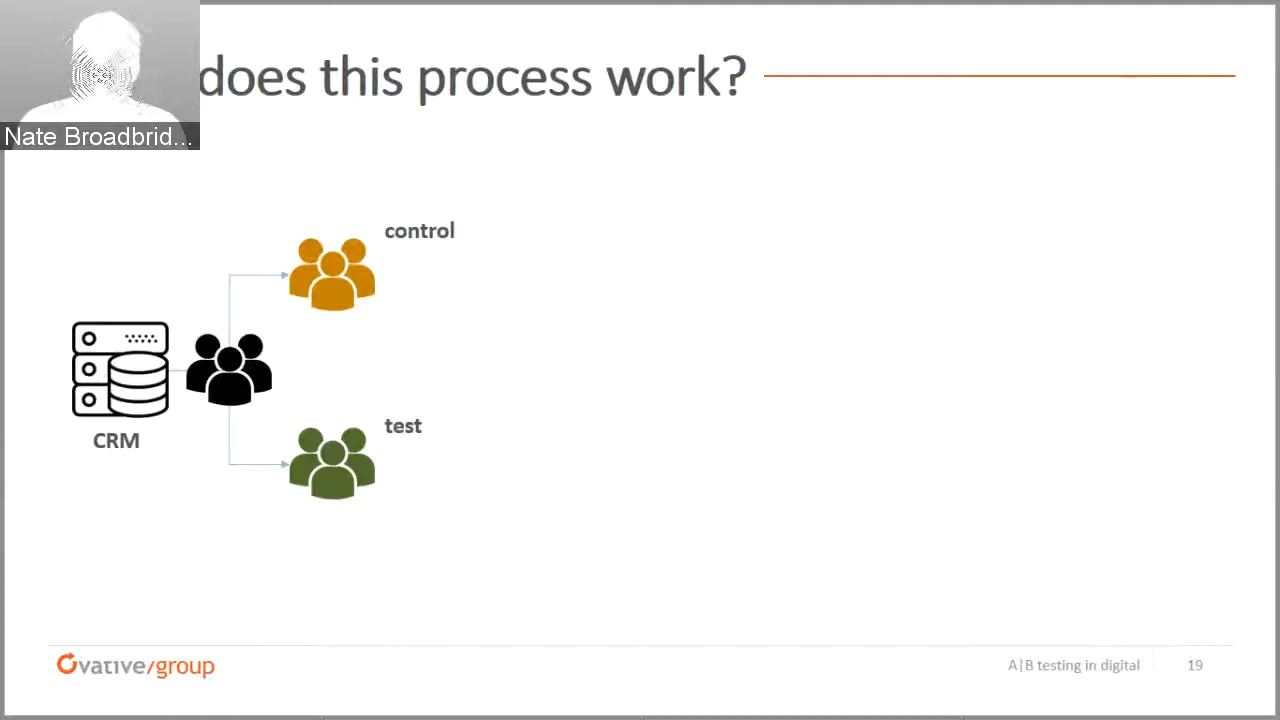 does this process work?
Nate Broadbrid...
control
CRM
test
Ovative/group
A|B testing in digital
19